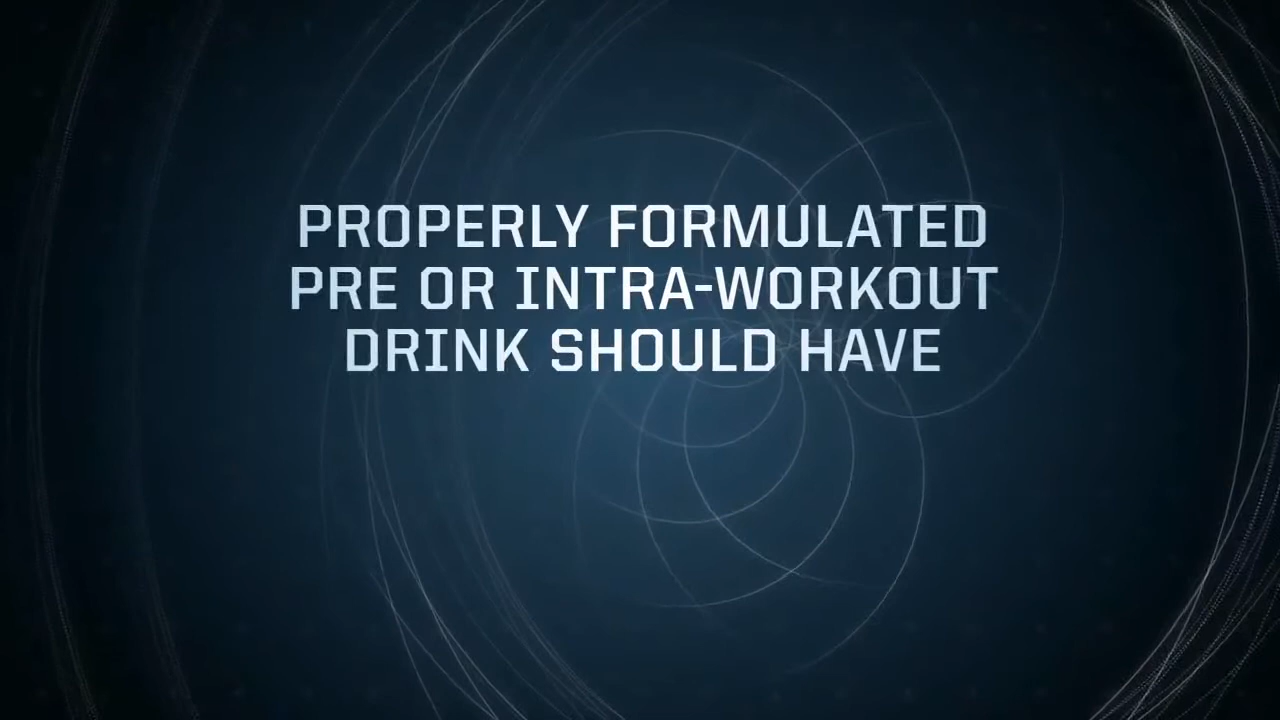 PROPERLY FORMULATED
PRE OR INTRA-WORKOUT
DRINK SHOULD HAVE